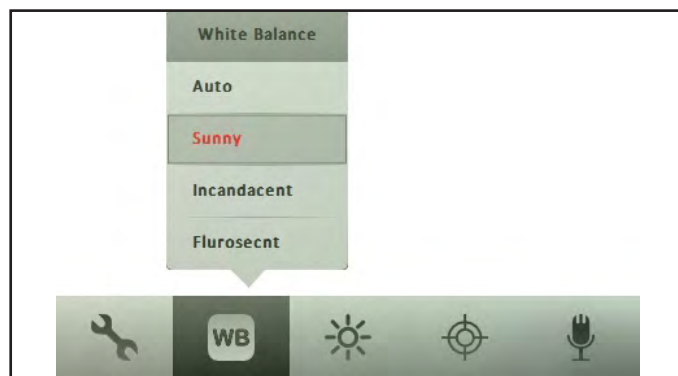 White Balance
Auto
Sunny
Incandacent
Flurosecnt
WB